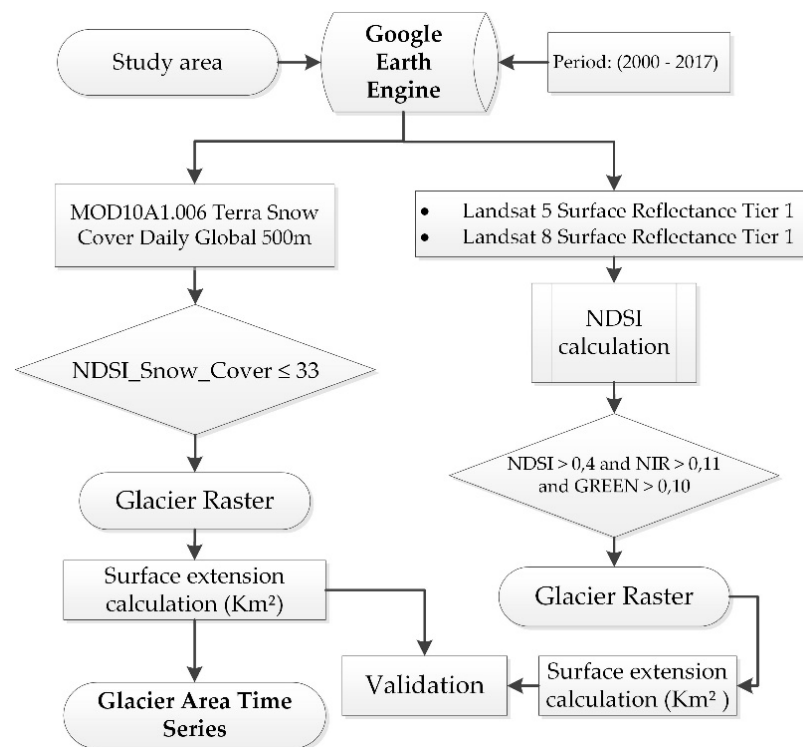 Study area
Google
Earth
Engine
Period: (2000 - 2017)
MOD10A1.006 Terra Snow
Cover Daily Global 500m
• Landsat 5 Surface Reflectance Tier 1
• Landsat 8 Surface Reflectance Tier 1
NDSI
calculation
NDSI_Snow_Cover ≤ 33
NDSI > 0,4 and NIR > 0,11
and GREEN > 0,10
Glacier Raster
Surface extension
calculation (Km²)
Glacier Raster
Validation
Surface extension
calculation (Km² )
Glacier Area Time
Series